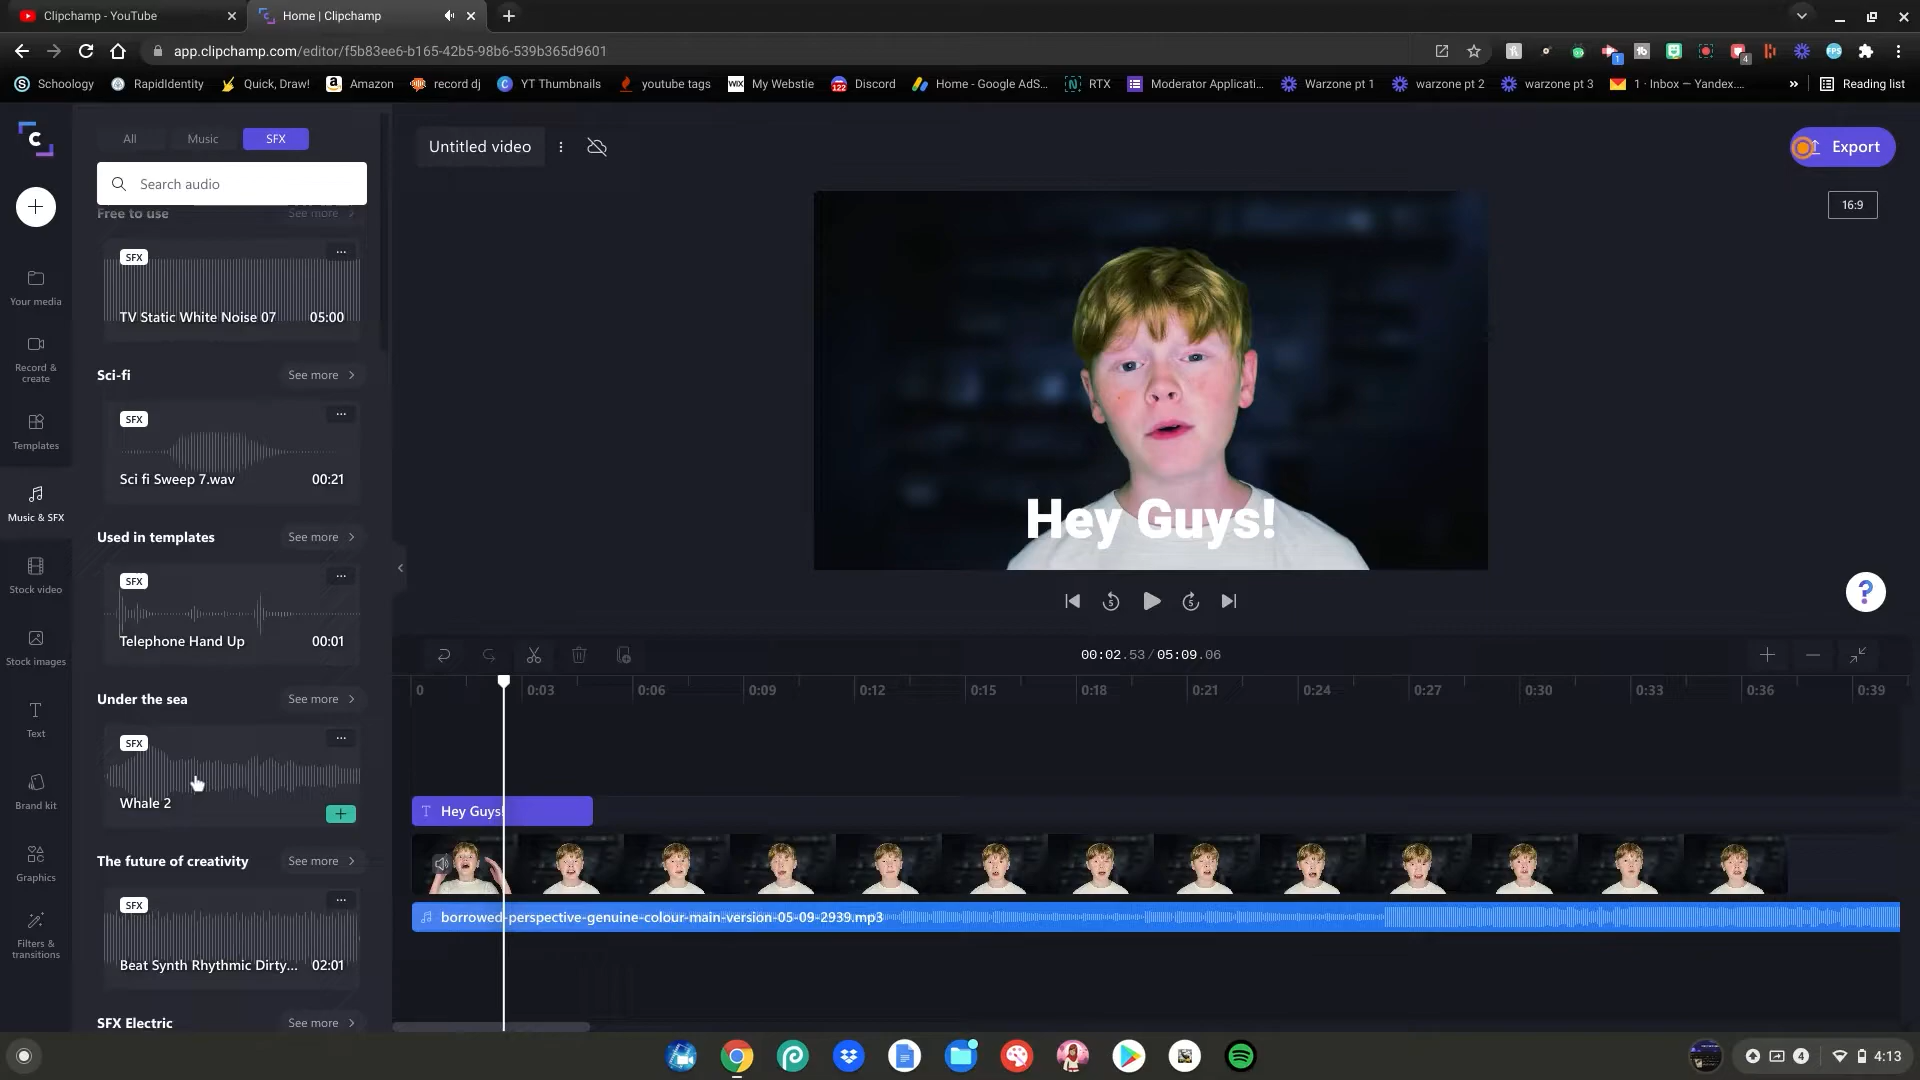 Clipchamp - YouTube
Home | Clipchamp
app.clipchamp.com/editor/f5b83ee6-b165-42b5-98b6-539b365d9601
Schoology
RapidIdentity
Quick, Draw!
Amazon
record dj
YT Thumbnails
youtube tags
My Webstie
Discord
Home - Google AdS...
RTX
Moderator Applicati...
Warzone pt 1
warzone pt 2
warzone pt 3
1 · Inbox — Yandex....
Reading list
All
Music
SFX
Search audio
Free to use
See more
SFX
TV Static White Noise 07
05:00
Sci-fi
See more
SFX
Sci fi Sweep 7.wav
00:21
Used in templates
See more
SFX
Telephone Hand Up
00:01
Under the sea
See more
SFX
Whale 2
The future of creativity
See more
SFX
Beat Synth Rhythmic Dirty...
02:01
SFX Electric
See more
Your media
Record &
create
Templates
Music & SFX
Stock video
Stock images
Text
Brand kit
Graphics
Filters &
transitions
Untitled video
Export
16:9
Hey Guys!
5
5
?
00:02.53/05:09.06
0
0:03
0:06
0:09
0:12
0:15
0:18
0:21
0:24
0:27
0:30
0:33
0:36
0:39
Hey Guys!
borrowed-perspective-genuine-colour-main-version-05-09-2939.mp3
4
4:13